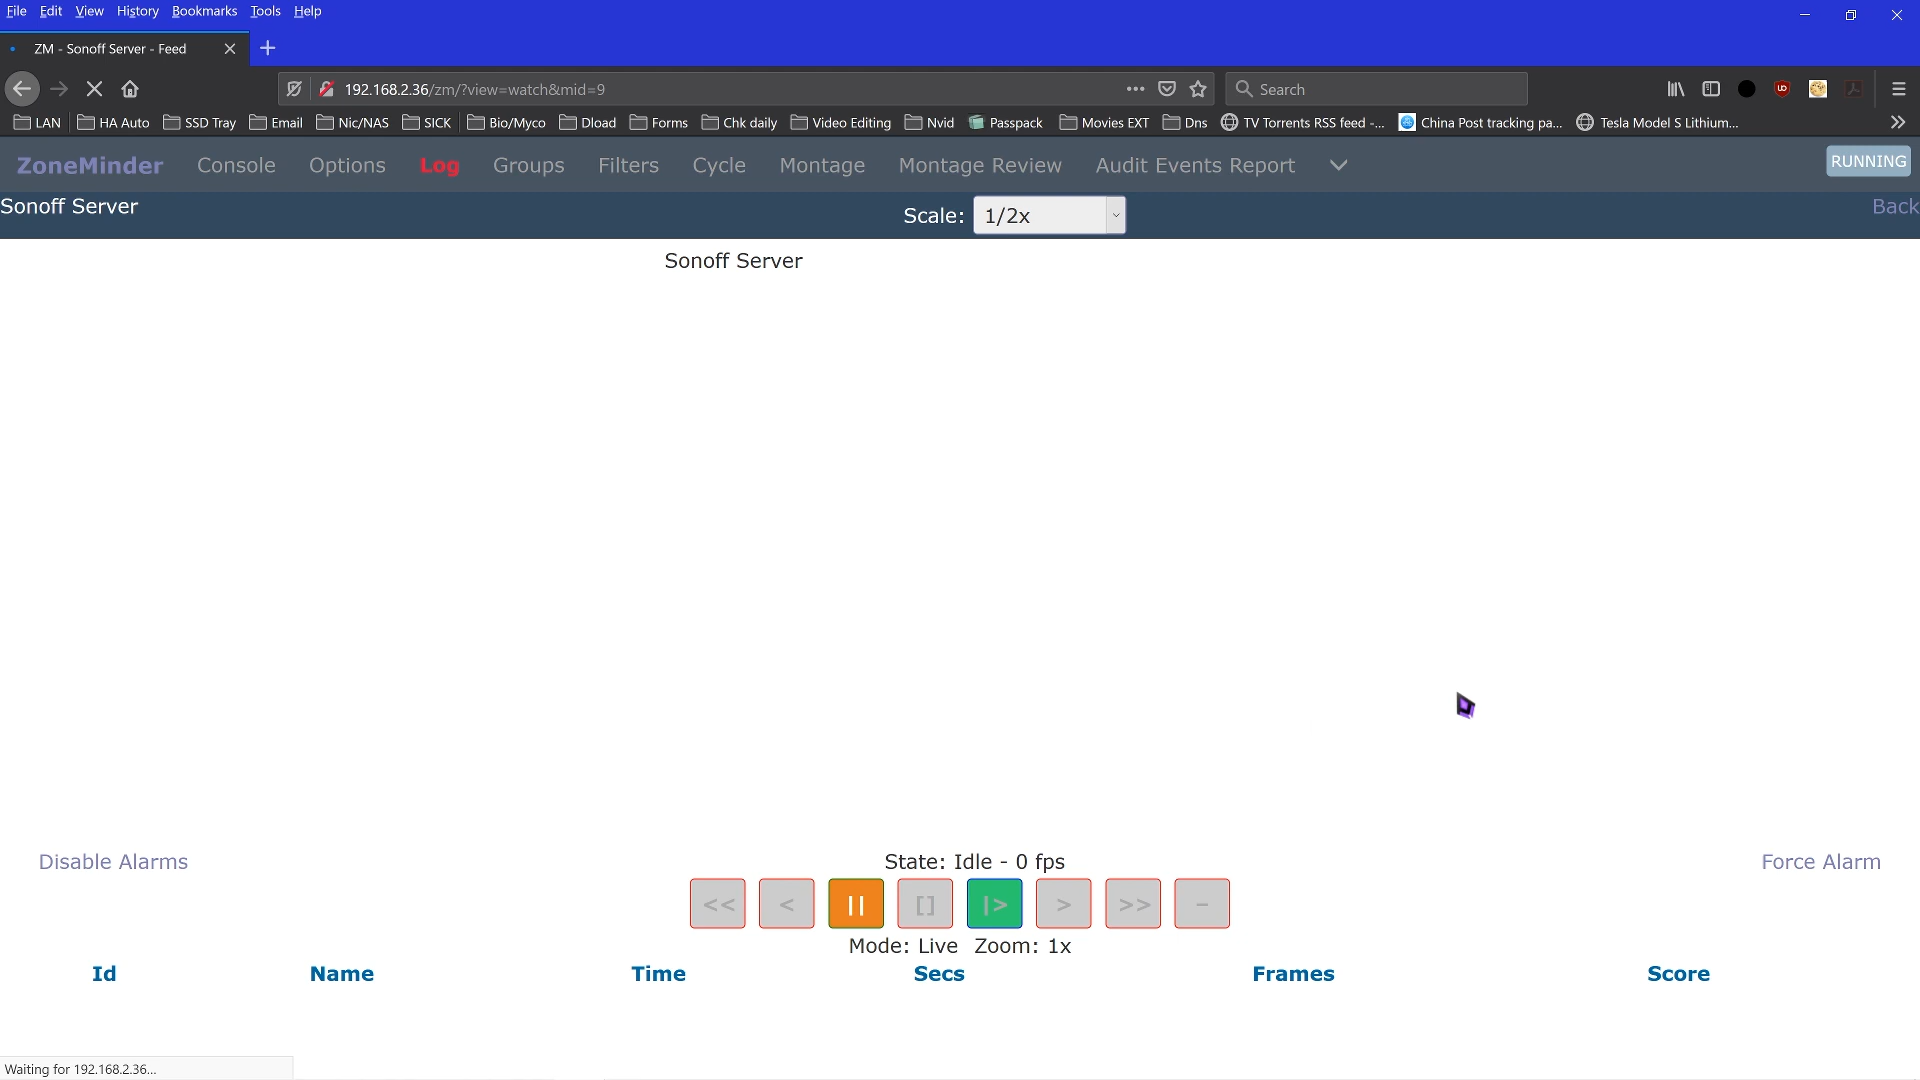 File Edit View History Bookmarks Tools Help
ZM - Sonoff Server - Feed
192.168.2.36/zm/?view=watch&mid=9
Search
LAN HA Auto SSD Tray Email Nic/NAS SICK Bio/Myco Dload Forms Chk daily Video Editing Nvid Passpack Movies EXT Dns TV Torrents RSS feed -... China Post tracking pa... Tesla Model S Lithium...
ZoneMinder Console Options Log Groups Filters Cycle Montage Montage Review Audit Events Report RUNNING
Sonoff Server Scale: 1/2x Back
Sonoff Server
Disable Alarms State: Idle - 0 fps Force Alarm
<< < || [] |> > >> –
Mode: Live Zoom: 1x
Id Name Time Secs Frames Score
Waiting for 192.168.2.36...